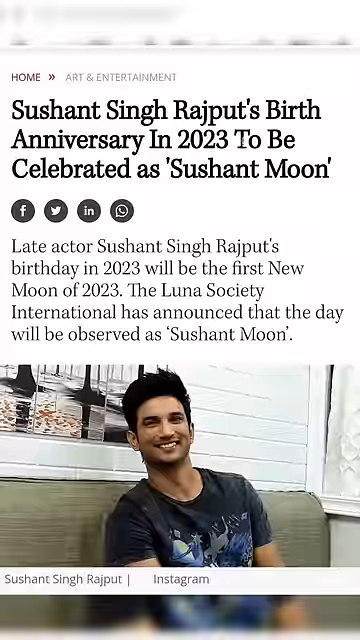 HOME » ART & ENTERTAINMENT
Sushant Singh Rajput's Birth
Anniversary In 2023 To Be
Celebrated as 'Sushant Moon'
Late actor Sushant Singh Rajput's
birthday in 2023 will be the first New
Moon of 2023. The Luna Society
International has announced that the day
will be observed as ‘Sushant Moon’.
Sushant Singh Rajput | Instagram